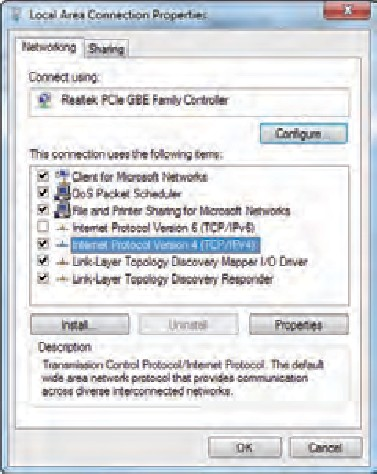 Local Area Connection Properties
Networking Sharing
Connect using:
Realtek PCIe GBE Family Controller
Configure...
This connection uses the following items:
Client for Microsoft Networks
QoS Packet Scheduler
File and Printer Sharing for Microsoft Networks
Internet Protocol Version 6 (TCP/IPv6)
Internet Protocol Version 4 (TCP/IPv4)
Link-Layer Topology Discovery Mapper I/O Driver
Link-Layer Topology Discovery Responder
Install... Uninstall Properties
Description
Transmission Control Protocol/Internet Protocol. The default
wide area network protocol that provides communication
across diverse interconnected networks.
OK Cancel